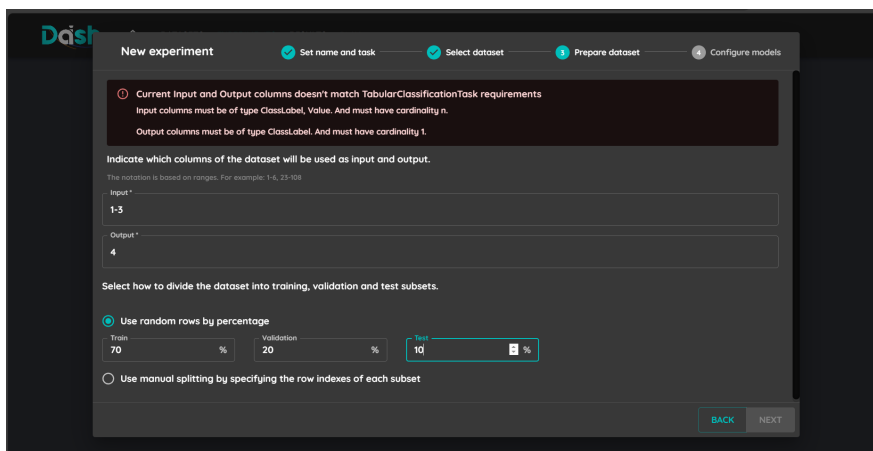 Dash
New experiment
Set name and task
Select dataset
3 Prepare dataset
4 Configure models
Current Input and Output columns doesn't match TabularClassificationTask requirements
Input columns must be of type ClassLabel, Value. And must have cardinality n.
Output columns must be of type ClassLabel. And must have cardinality 1.
Indicate which columns of the dataset will be used as input and output.
The notation is based on ranges. For example: 1-6, 23-108
Input *
1-3
Output *
4
Select how to divide the dataset into training, validation and test subsets.
Use random rows by percentage
Train
70 %
Validation
20 %
Test
10 %
Use manual splitting by specifying the row indexes of each subset
BACK
NEXT